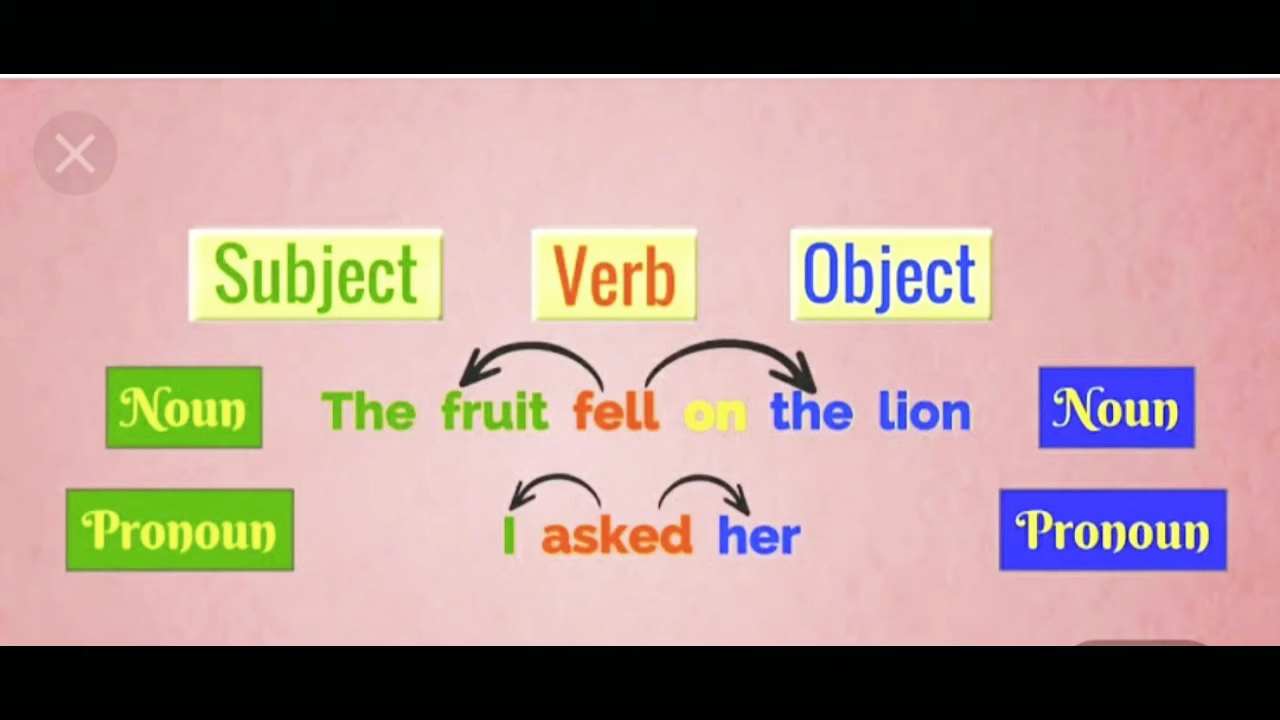 Subject Verb Object
Noun The fruit fell on the lion Noun
Pronoun I asked her Pronoun